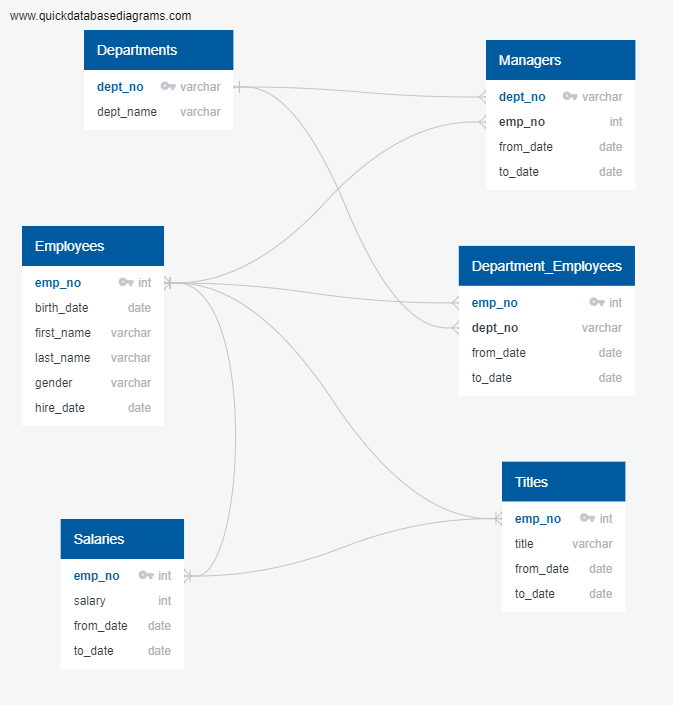 www.quickdatabasediagrams.com
Departments
dept_no varchar
dept_name varchar
Managers
dept_no varchar
emp_no int
from_date date
to_date date
Employees
emp_no int
birth_date date
first_name varchar
last_name varchar
gender varchar
hire_date date
Department_Employees
emp_no int
dept_no varchar
from_date date
to_date date
Titles
emp_no int
title varchar
from_date date
to_date date
Salaries
emp_no int
salary int
from_date date
to_date date